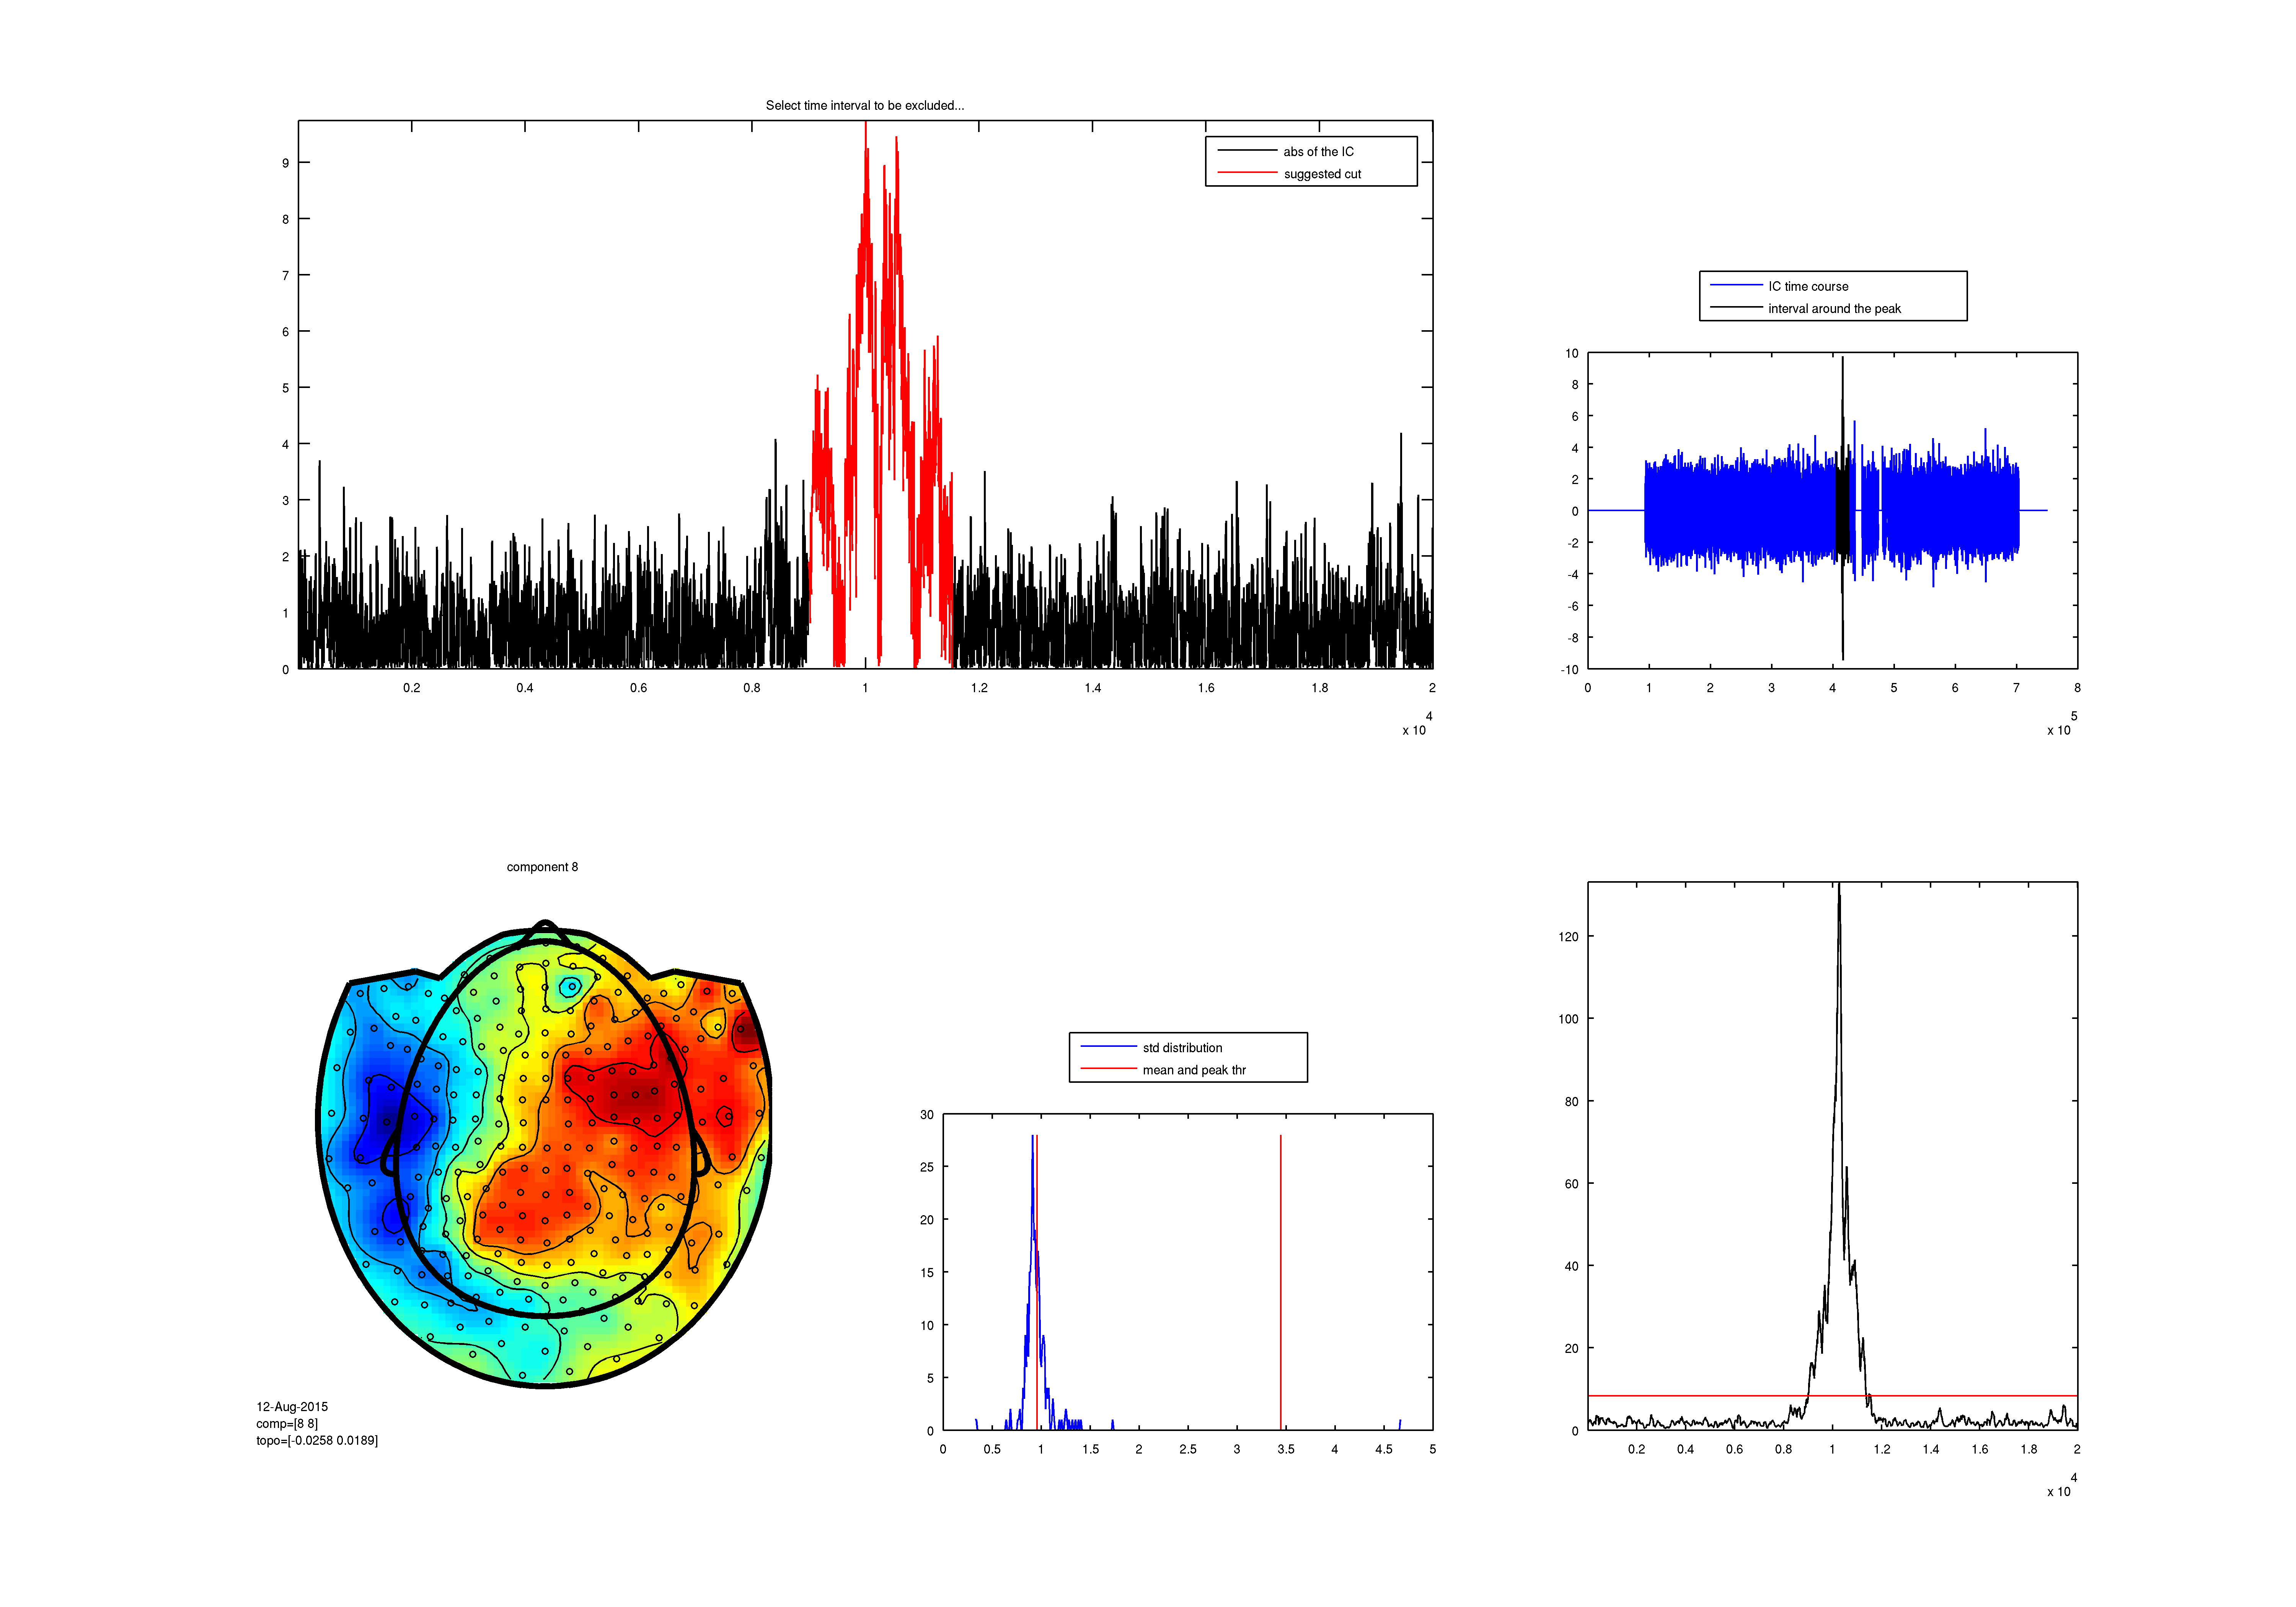 Select time interval to be excluded...
abs of the IC
suggested cut
9
8
7
6
5
4
3
2
1
0
0.2 0.4 0.6 0.8 1 1.2 1.4 1.6 1.8 2
4
x 10
IC time course
interval around the peak
10
8
6
4
2
0
-2
-4
-6
-8
-10
0 1 2 3 4 5 6 7 8
5
x 10
component 8
12-Aug-2015
comp=[8 8]
topo=[-0.0258 0.0189]
std distribution
mean and peak thr
30
25
20
15
10
5
0
0 0.5 1 1.5 2 2.5 3 3.5 4 4.5 5
120
100
80
60
40
20
0
0.2 0.4 0.6 0.8 1 1.2 1.4 1.6 1.8 2
4
x 10